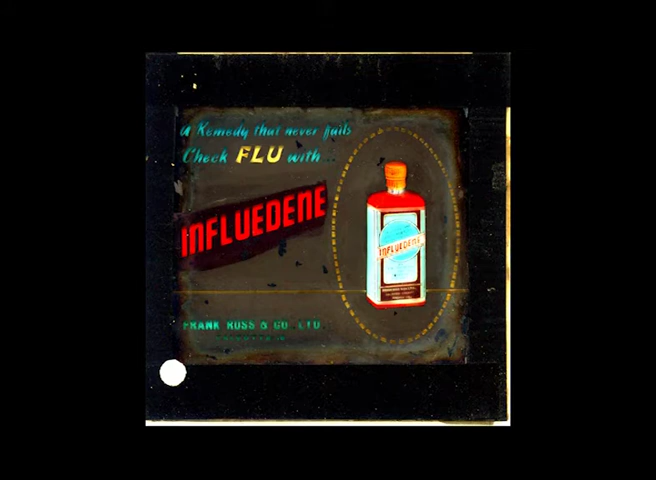 A Remedy that never fails
Check FLU with...
INFLUEDENE
INFLUEDENE
FRANK ROSS & CO. LTD.